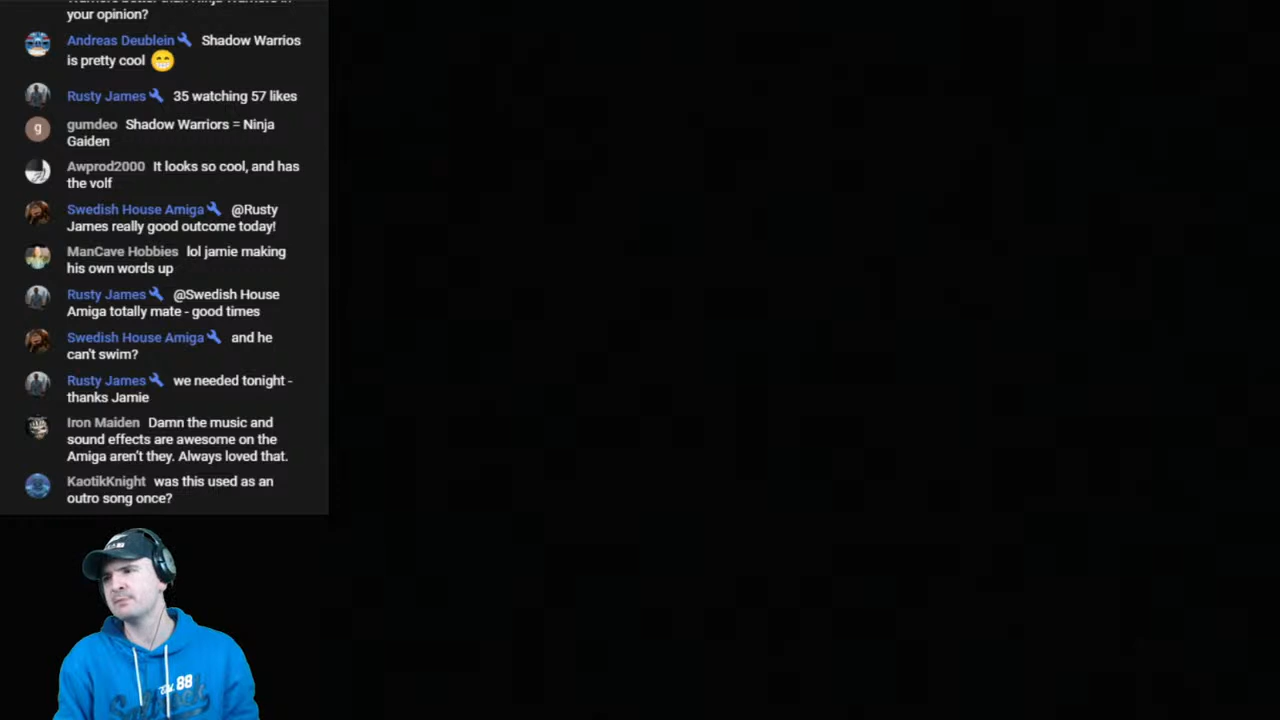 your opinion?
Andreas Deublein Shadow Warrios
is pretty cool
Rusty James 35 watching 57 likes
g
gumdeo Shadow Warriors = Ninja
Gaiden
Awprod2000 It looks so cool, and has
the volf
Swedish House Amiga @Rusty
James really good outcome today!
ManCave Hobbies lol jamie making
his own words up
Rusty James @Swedish House
Amiga totally mate - good times
Swedish House Amiga and he
can't swim?
Rusty James we needed tonight -
thanks Jamie
Iron Maiden Damn the music and
sound effects are awesome on the
Amiga aren't they. Always loved that.
KaotikKnight was this used as an
outro song once?
88